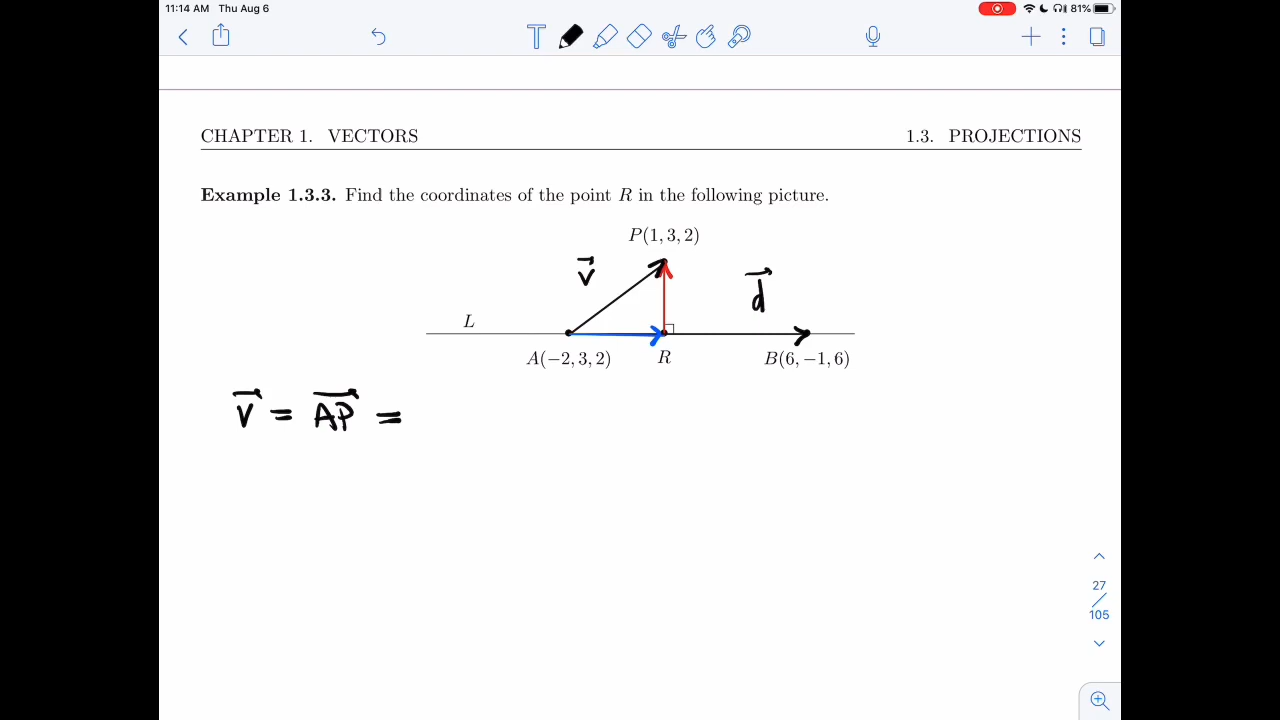 11:14 AM Thu Aug 6 81%
T
CHAPTER 1. VECTORS 1.3. PROJECTIONS
Example 1.3.3. Find the coordinates of the point R in the following picture.
P(1, 3, 2)
v⃗ d⃗
L
A(−2, 3, 2) R B(6, −1, 6)
v⃗ = A⃗P⃗ =
27
105